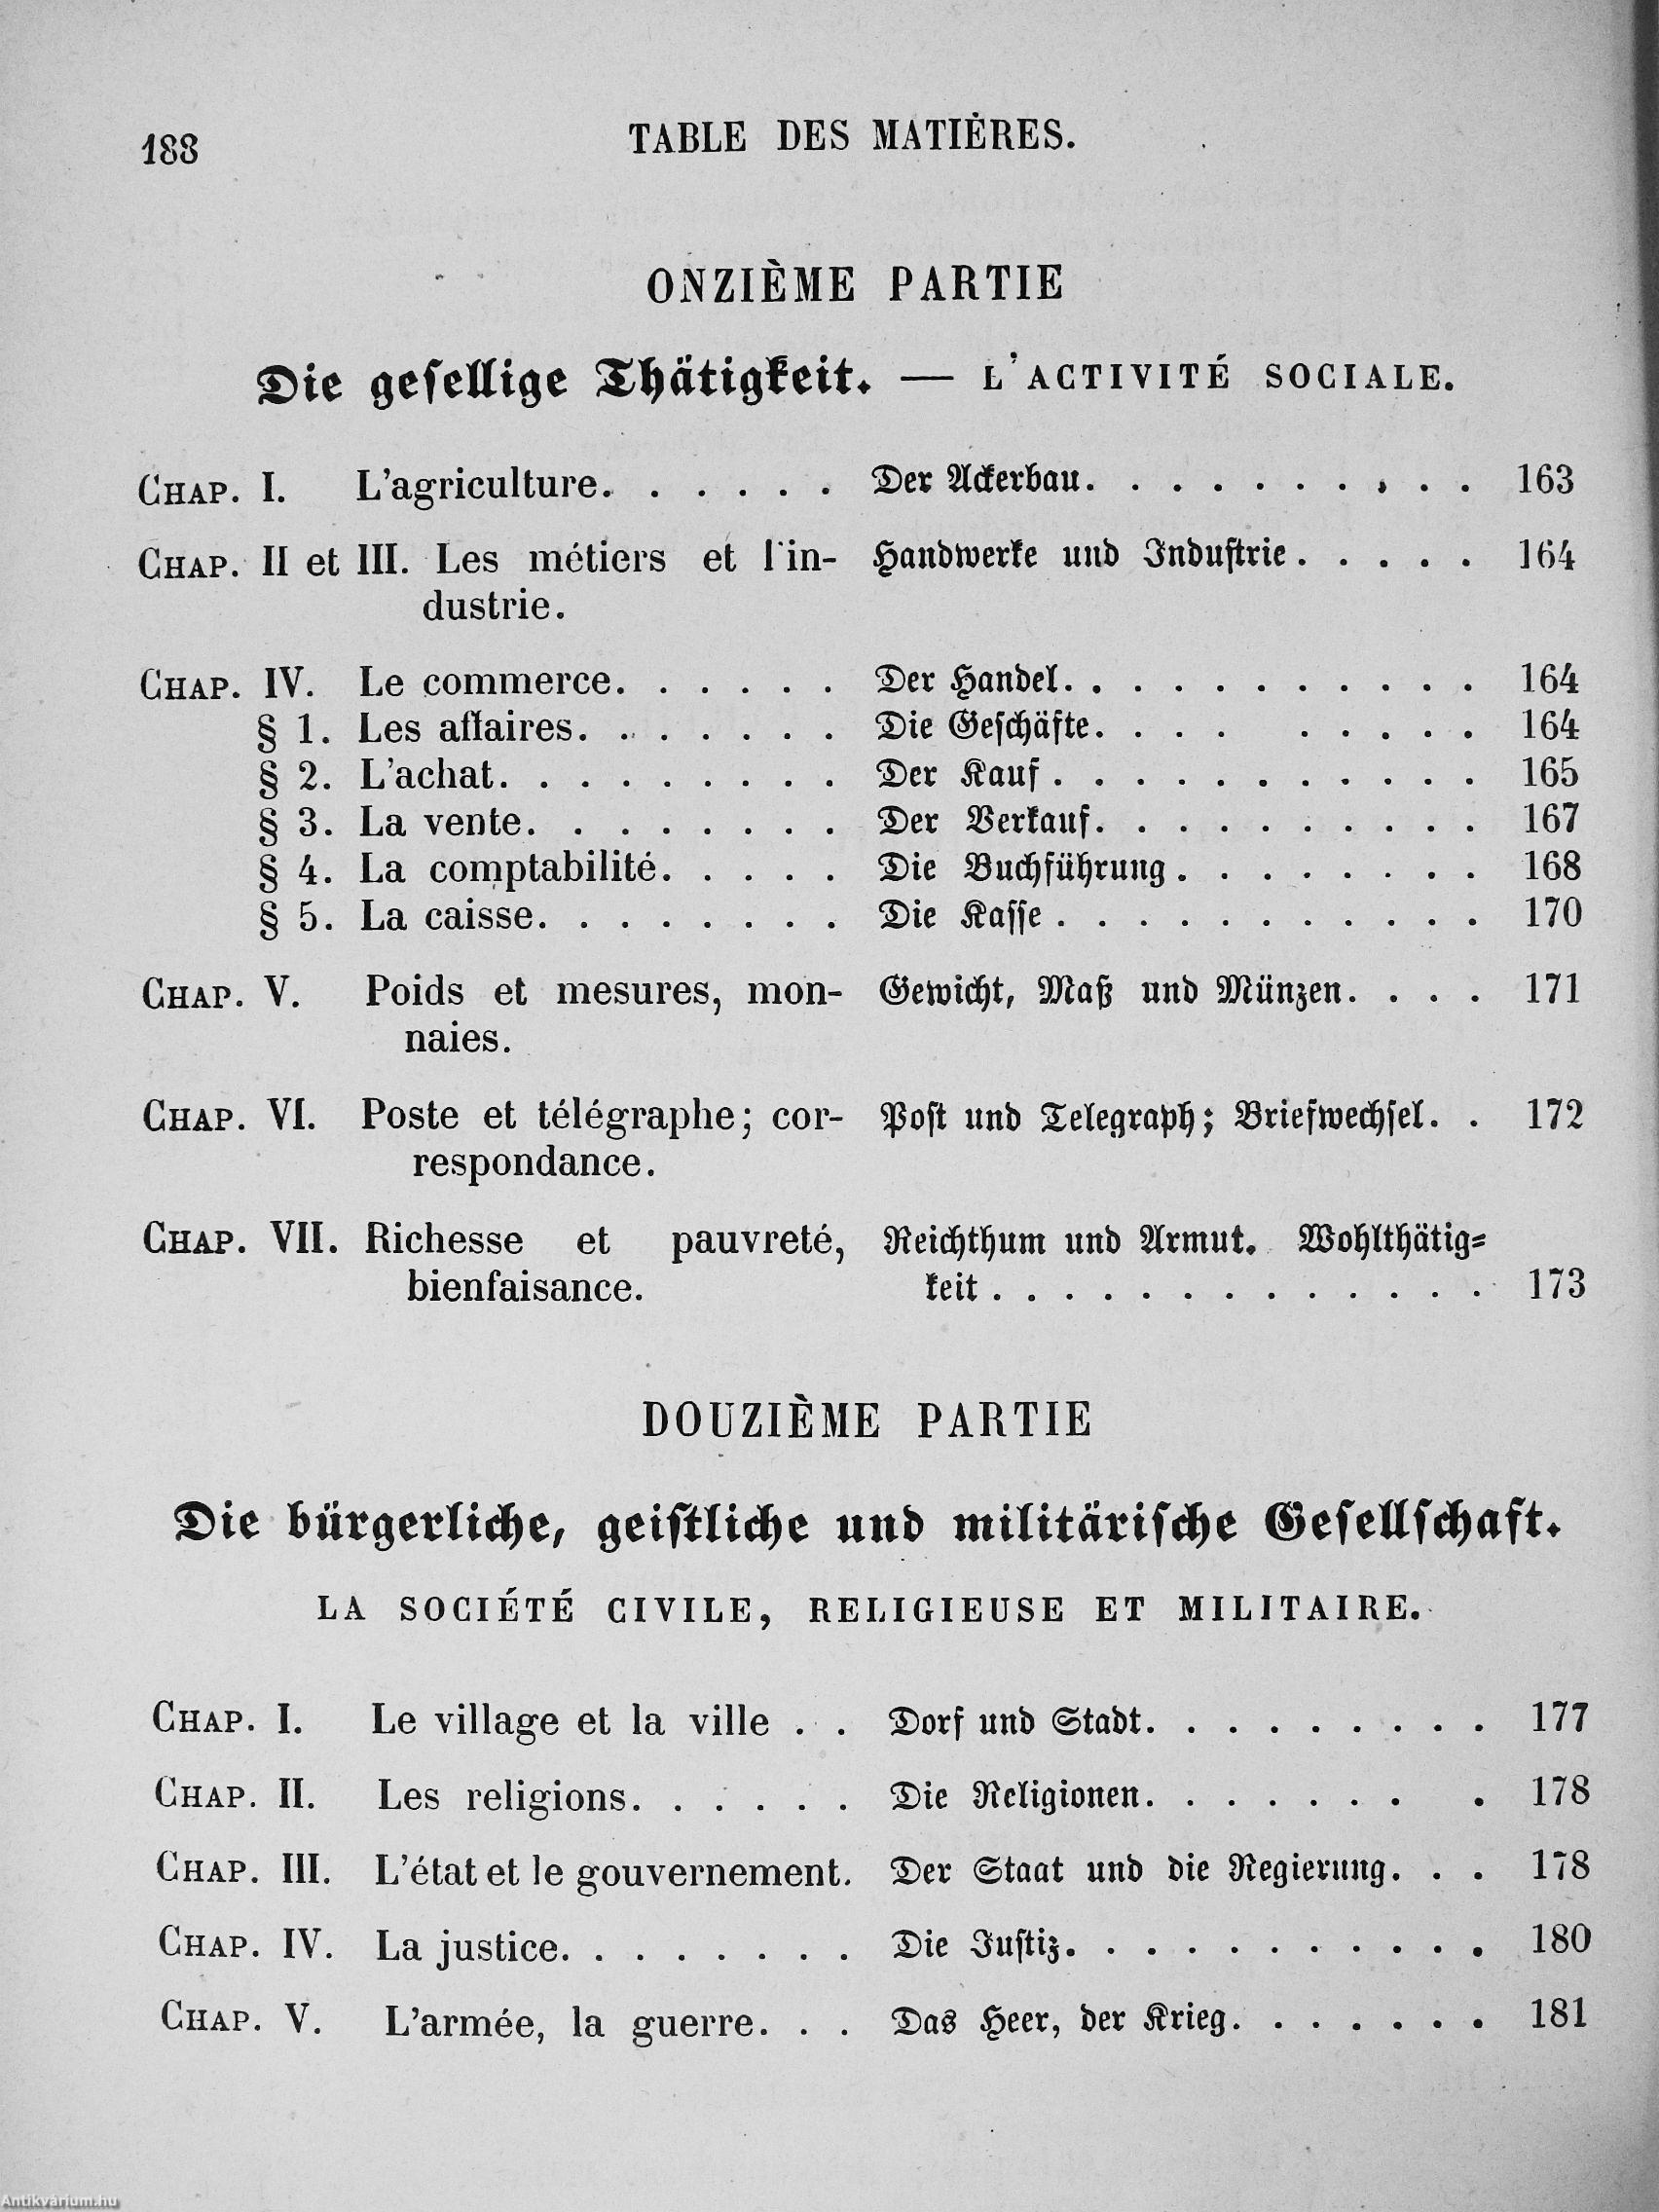 188 TABLE DES MATIÈRES.
ONZIÈME PARTIE
Die gesellige Thätigkeit. — L'ACTIVITÉ SOCIALE.
CHAP. I. L'agriculture. . . . . . Der Ackerbau. . . . . . . . . . 163
CHAP. II et III. Les métiers et l'in- Handwerke und Industrie. . . . . 164
dustrie.
CHAP. IV. Le commerce. . . . . . Der Handel. . . . . . . . . . . 164
§ 1. Les affaires. . . . . . . Die Geschäfte. . . . . . . . . 164
§ 2. L'achat. . . . . . . . . Der Kauf . . . . . . . . . . . 165
§ 3. La vente. . . . . . . . Der Verkauf. . . . . . . . . . 167
§ 4. La comptabilité. . . . . Die Buchführung . . . . . . . . 168
§ 5. La caisse. . . . . . . . Die Kasse . . . . . . . . . . . 170
CHAP. V. Poids et mesures, mon- Gewicht, Maß und Münzen. . . . 171
naies.
CHAP. VI. Poste et télégraphe; cor- Post und Telegraph; Briefwechsel. . 172
respondance.
CHAP. VII. Richesse et pauvreté, Reichthum und Armut. Wohlthätig-
bienfaisance. keit . . . . . . . . . . . . . 173
DOUZIÈME PARTIE
Die bürgerliche, geistliche und militärische Gesellschaft.
LA SOCIÉTÉ CIVILE, RELIGIEUSE ET MILITAIRE.
CHAP. I. Le village et la ville . . Dorf und Stadt. . . . . . . . . 177
CHAP. II. Les religions. . . . . . Die Religionen. . . . . . . . 178
CHAP. III. L'état et le gouvernement. Der Staat und die Regierung. . . 178
CHAP. IV. La justice. . . . . . . . Die Justiz. . . . . . . . . . . 180
CHAP. V. L'armée, la guerre. . . Das Heer, der Krieg. . . . . . . 181
Antikvárium.hu